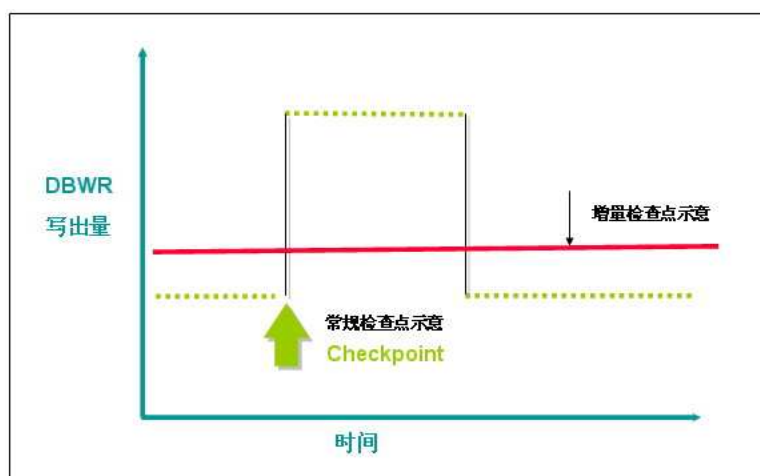 DBWR
写出量
增量检查点示意
常规检查点示意
Checkpoint
时间